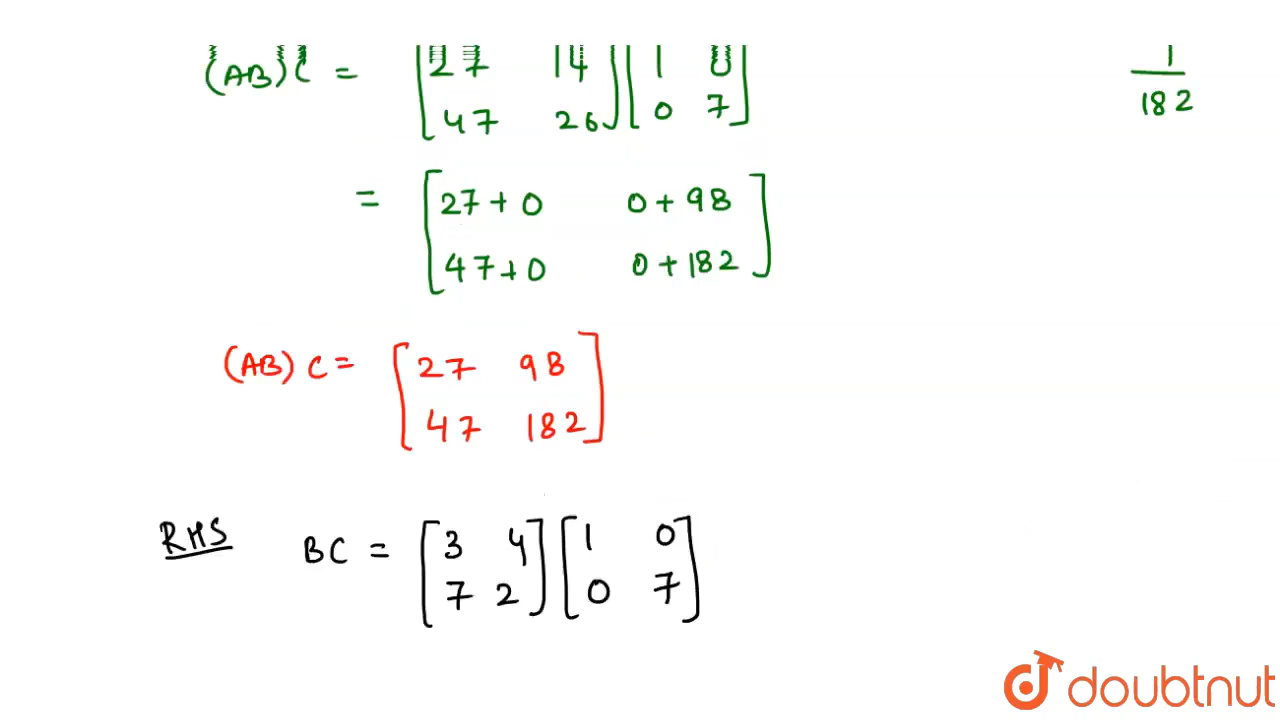 (AB)C = [27 14] [1 0]
[47 26] [0 7]
1
182
= [27+0 0+98]
[47+0 0+182]
(AB) C = [27 98]
[47 182]
RHS BC = [3 4] [1 0]
[7 2] [0 7]
doubtnut